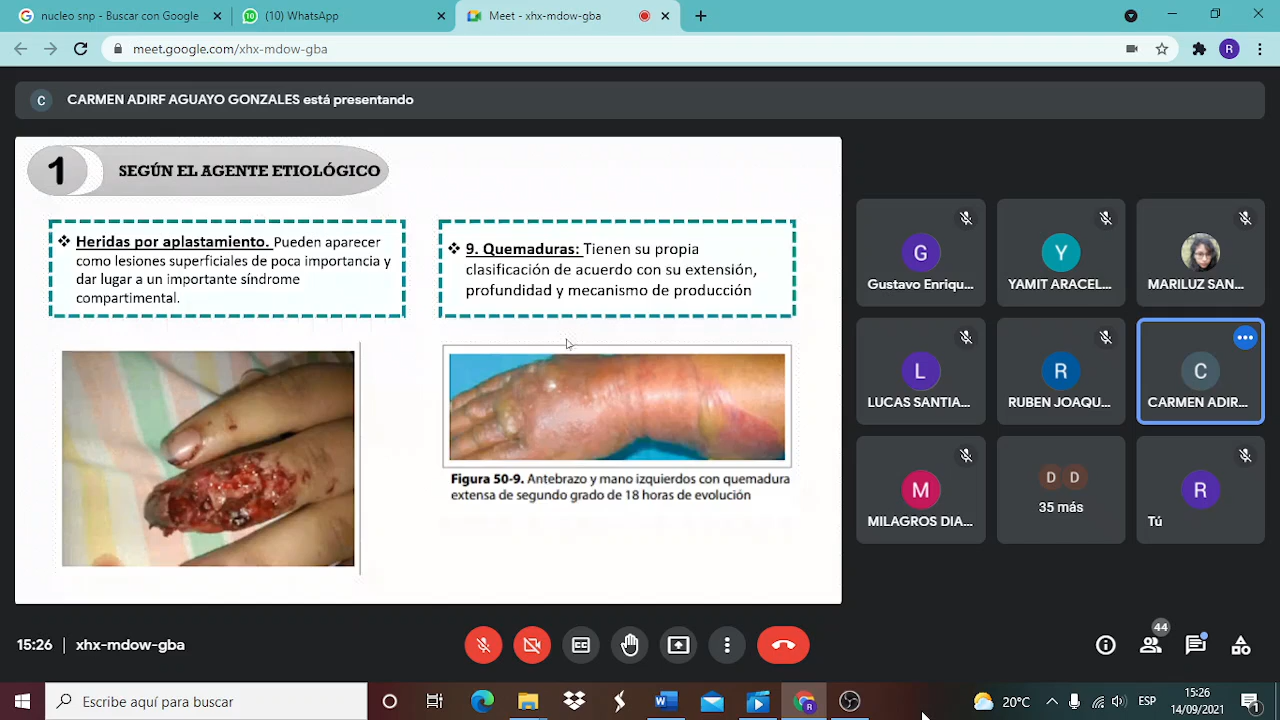 nucleo snp - Buscar con Google
(10) WhatsApp
Meet - xhx-mdow-gba
meet.google.com/xhx-mdow-gba
R
C
CARMEN ADIRF AGUAYO GONZALES está presentando
1
SEGÚN EL AGENTE ETIOLÓGICO
❖ Heridas por aplastamiento. Pueden aparecer
como lesiones superficiales de poca importancia y
dar lugar a un importante síndrome
compartimental.
❖ 9. Quemaduras: Tienen su propia
clasificación de acuerdo con su extensión,
profundidad y mecanismo de producción
Figura 50-9. Antebrazo y mano izquierdos con quemadura
extensa de segundo grado de 18 horas de evolución
G
Gustavo Enriqu...
Y
YAMIT ARACEL...
MARILUZ SAN...
L
LUCAS SANTIA...
R
RUBEN JOAQU...
C
CARMEN ADIR...
M
MILAGROS DIA...
D D
35 más
R
Tú
15:26 | xhx-mdow-gba
44
Escribe aquí para buscar
20°C
ESP
15:26
14/09/2021
1